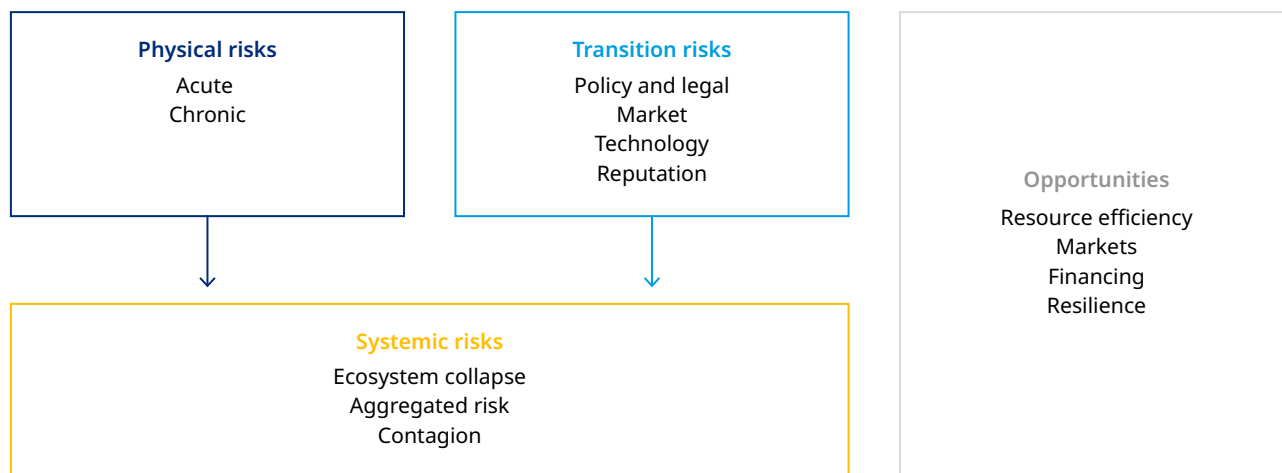 Physical risks
Acute
Chronic
Transition risks
Policy and legal
Market
Technology
Reputation
Opportunities
Resource efficiency
Markets
Financing
Resilience
Systemic risks
Ecosystem collapse
Aggregated risk
Contagion